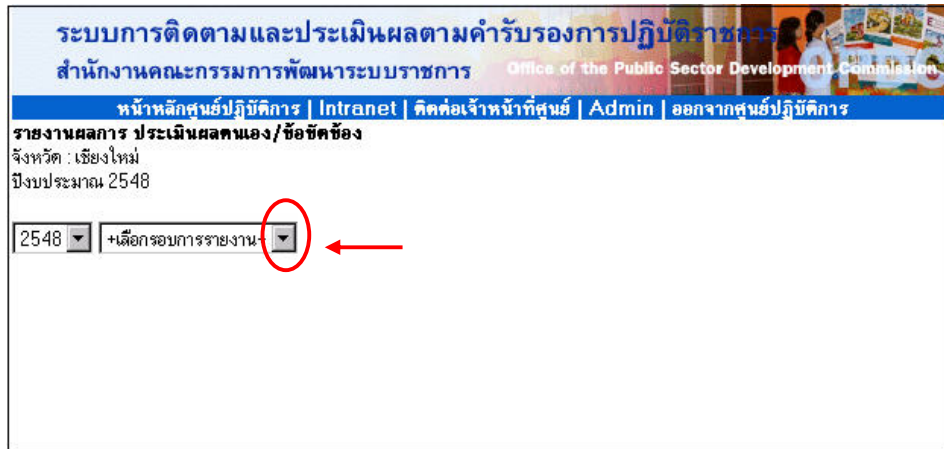 ระบบการติดตามและประเมินผลตามคำรับรองการปฏิบัติราชการ
สำนักงานคณะกรรมการพัฒนาระบบราชการ Office of the Public Sector Development Commission
หน้าหลักศูนย์ปฏิบัติการ | Intranet | ติดต่อเจ้าหน้าที่ศูนย์ | Admin | ออกจากศูนย์ปฏิบัติการ
รายงานผลการ ประเมินผลตนเอง/ข้อขัดข้อง
จังหวัด : เชียงใหม่
ปีงบประมาณ 2548
2548 +เลือกรอบการรายงาน+